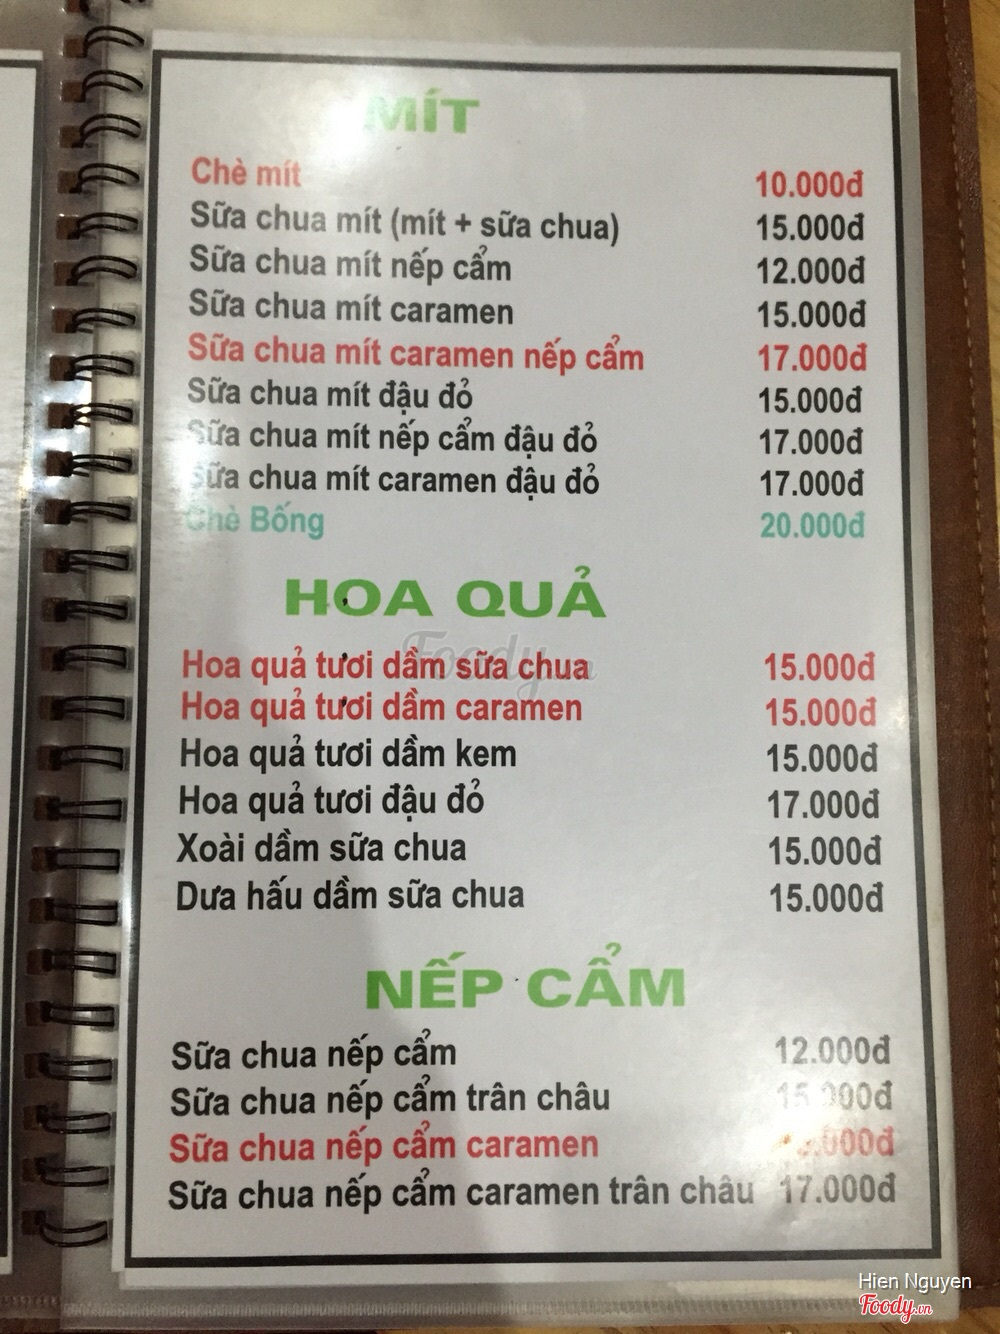 MÍT
Chè mít 10.000đ
Sữa chua mít (mít + sữa chua) 15.000đ
Sữa chua mít nếp cẩm 12.000đ
Sữa chua mít caramen 15.000đ
Sữa chua mít caramen nếp cẩm 17.000đ
Sữa chua mít đậu đỏ 15.000đ
Sữa chua mít nếp cẩm đậu đỏ 17.000đ
Sữa chua mít caramen đậu đỏ 17.000đ
Chè Bống 20.000đ
HOA QUẢ
Foody.vn
Hoa quả tươi dầm sữa chua 15.000đ
Hoa quả tươi dầm caramen 15.000đ
Hoa quả tươi dầm kem 15.000đ
Hoa quả tươi đậu đỏ 17.000đ
Xoài dầm sữa chua 15.000đ
Dưa hấu dầm sữa chua 15.000đ
NẾP CẨM
Sữa chua nếp cẩm 12.000đ
Sữa chua nếp cẩm trân châu 15.000đ
Sữa chua nếp cẩm caramen
Sữa chua nếp cẩm caramen trân châu 17.000đ
Hien Nguyen
Foody.vn